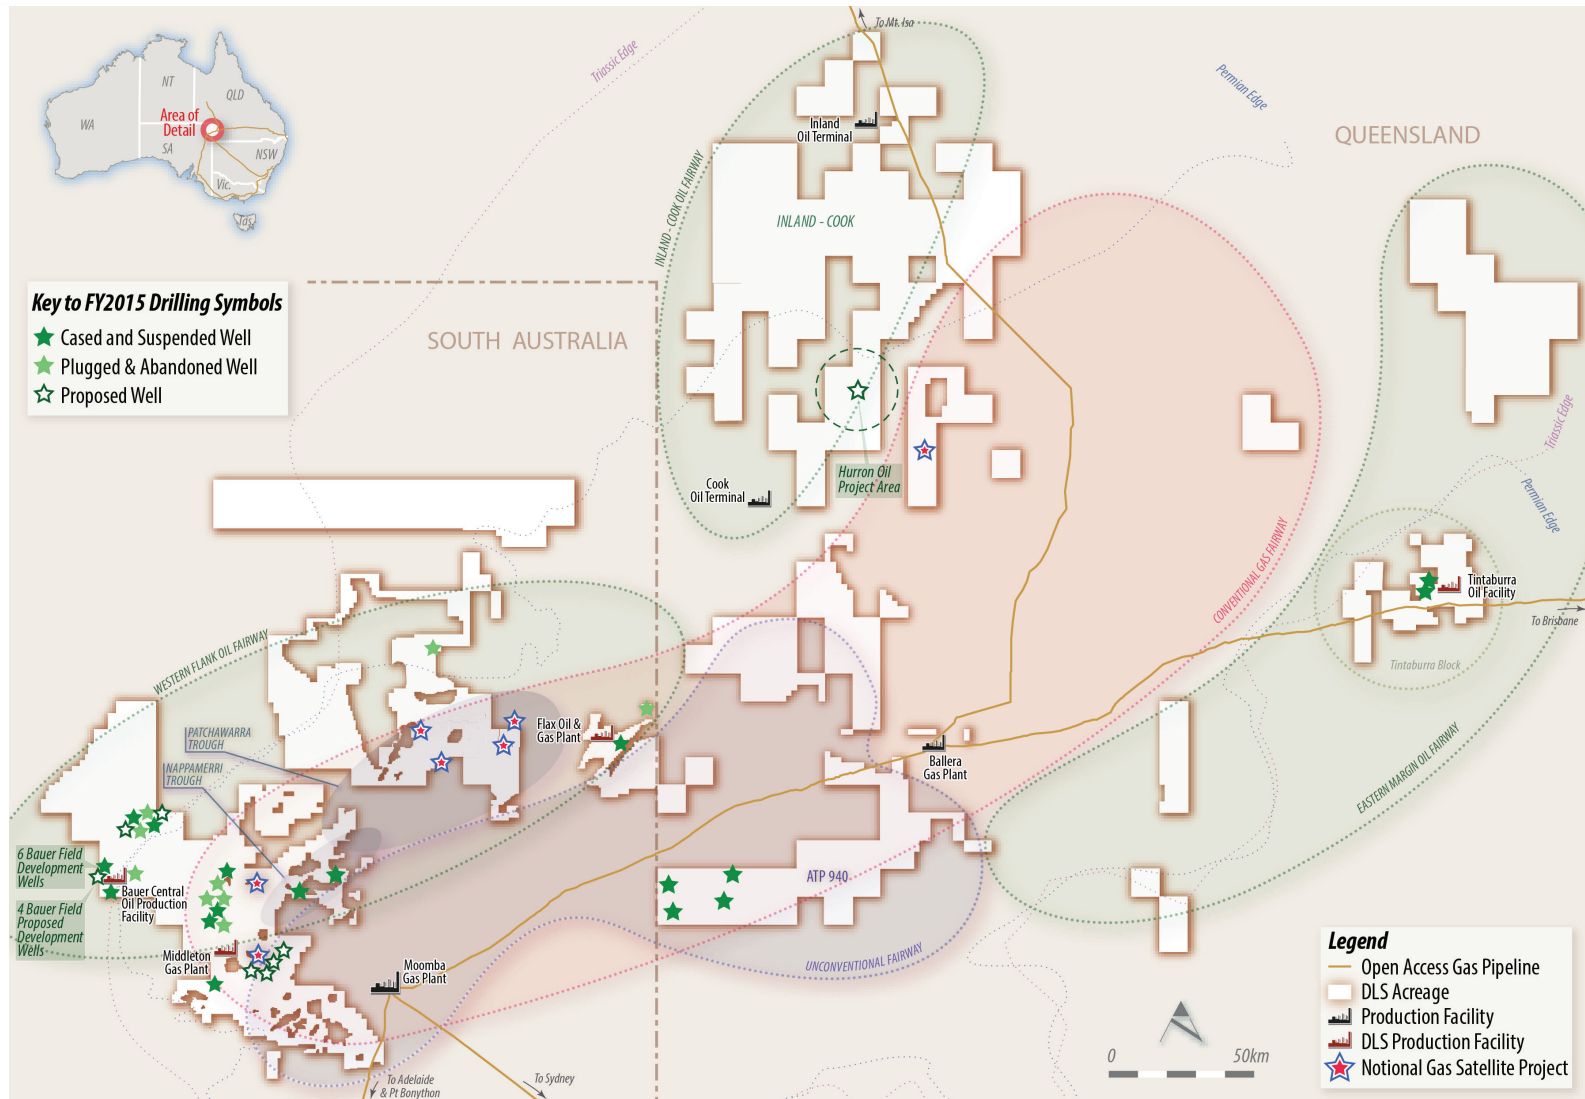 To Mt. Isa
Triassic Edge
Permian Edge
QUEENSLAND
NT
QLD
WA
Area of
Detail
SA
NSW
Vic.
Tas
Inland
Oil Terminal
INLAND-COOK OIL FAIRWAY
INLAND - COOK
Key to FY2015 Drilling Symbols
Cased and Suspended Well
Plugged & Abandoned Well
Proposed Well
SOUTH AUSTRALIA
Hurron Oil
Project Area
Cook
Oil Terminal
Triassic Edge
Permian Edge
CONVENTIONAL GAS FAIRWAY
Tintaburra
Oil Facility
To Brisbane
Tintaburra Block
WESTERN FLANK OIL FAIRWAY
PATCHAWARRA
TROUGH
NAPPAMERRI
TROUGH
Flax Oil &
Gas Plant
Ballera
Gas Plant
EASTERN MARGIN OIL FAIRWAY
6 Bauer Field
Development
Wells
Bauer Central
Oil Production
Facility
4 Bauer Field
Proposed
Development
Wells
ATP 940
UNCONVENTIONAL FAIRWAY
Middleton
Gas Plant
Moomba
Gas Plant
To Adelaide
& Pt Bonython
To Sydney
0 50km
Legend
Open Access Gas Pipeline
DLS Acreage
Production Facility
DLS Production Facility
Notional Gas Satellite Project